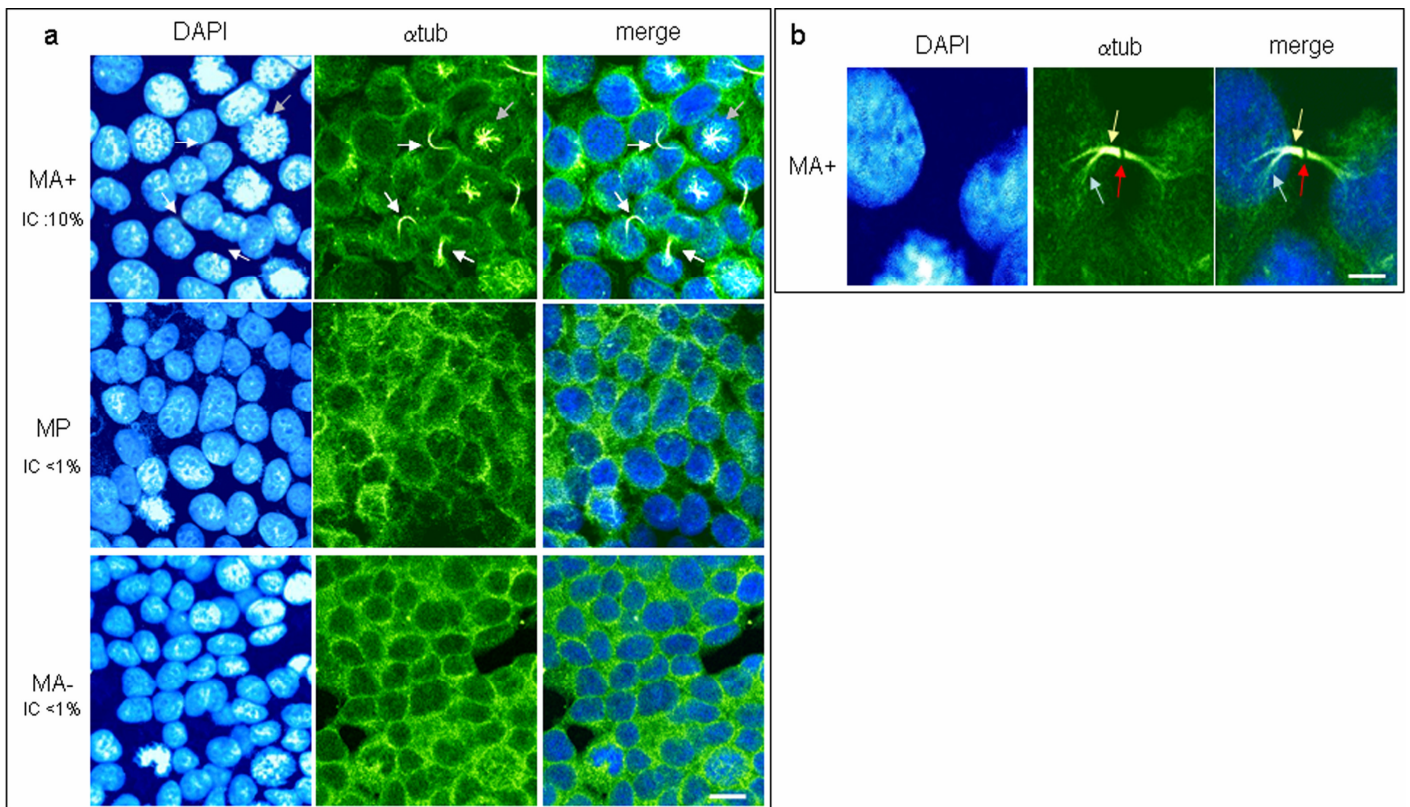 a
DAPI
αtub
merge
MA+
IC :10%
MP
IC <1%
MA-
IC <1%
b
DAPI
αtub
merge
MA+